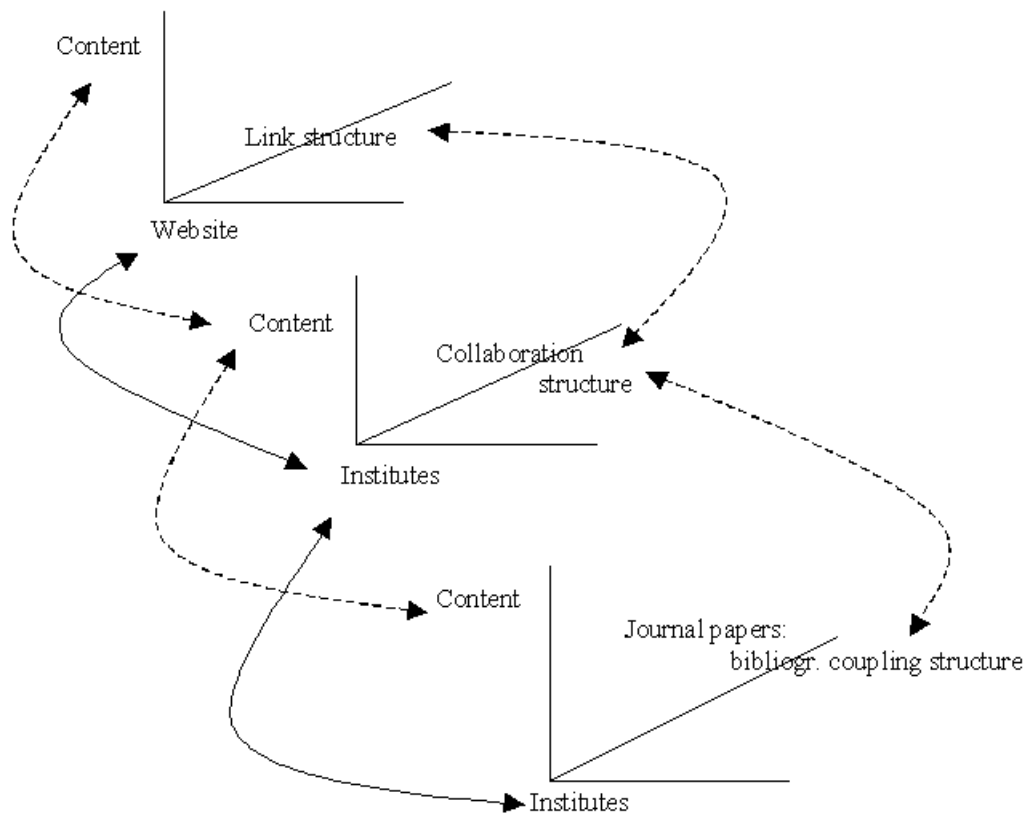 Content
Link structure
Website
Content
Collaboration
structure
Institutes
Content
Journal papers:
bibliogr. coupling structure
Institutes